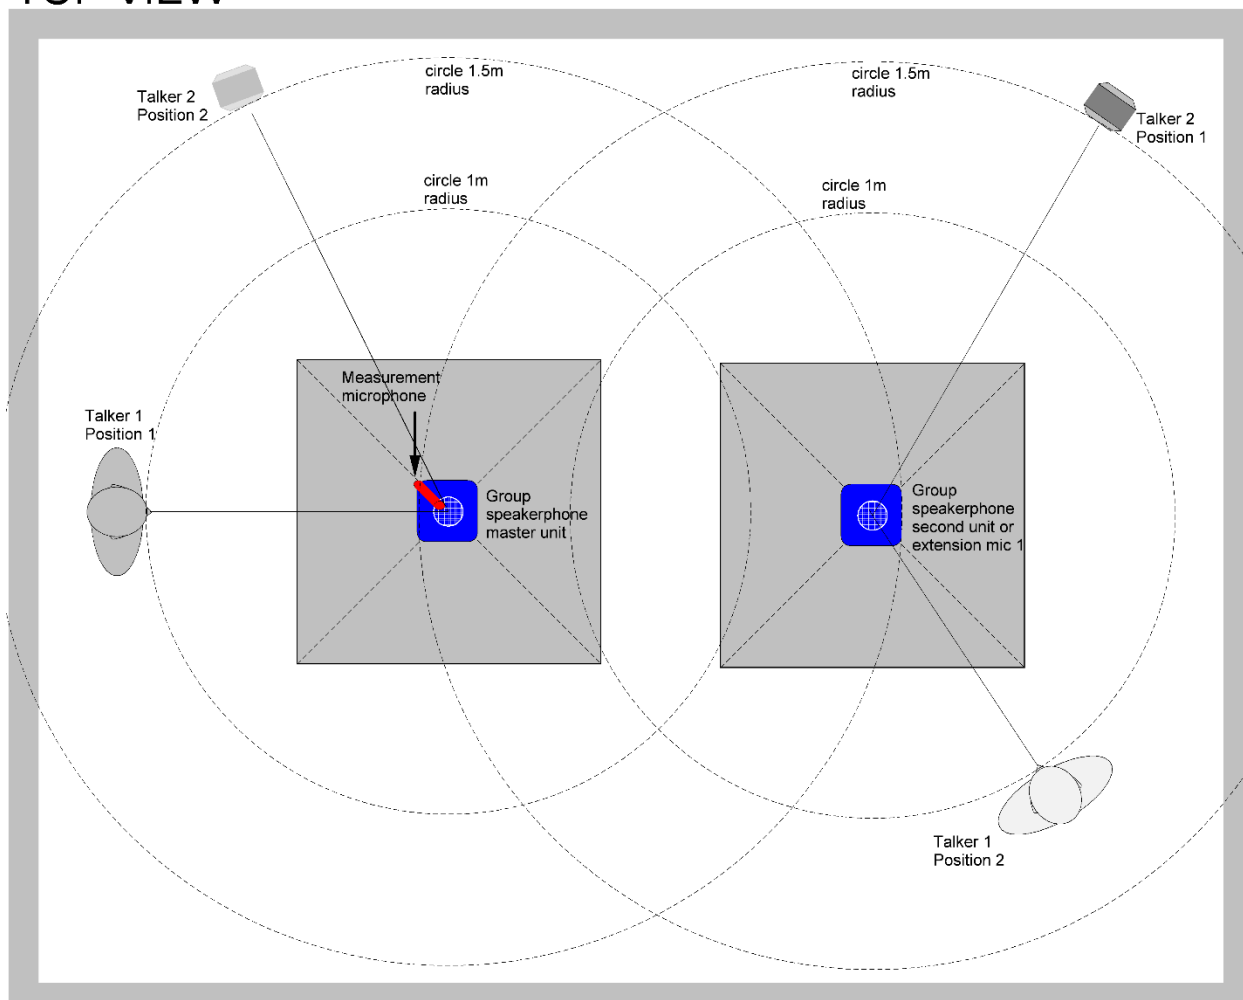 TOP VIEW
circle 1.5m
radius
circle 1.5m
radius
Talker 2
Position 2
Talker 2
Position 1
circle 1m
radius
circle 1m
radius
Measurement
microphone
Talker 1
Position 1
Group
speakerphone
master unit
Group
speakerphone
second unit or
extension mic 1
Talker 1
Position 2